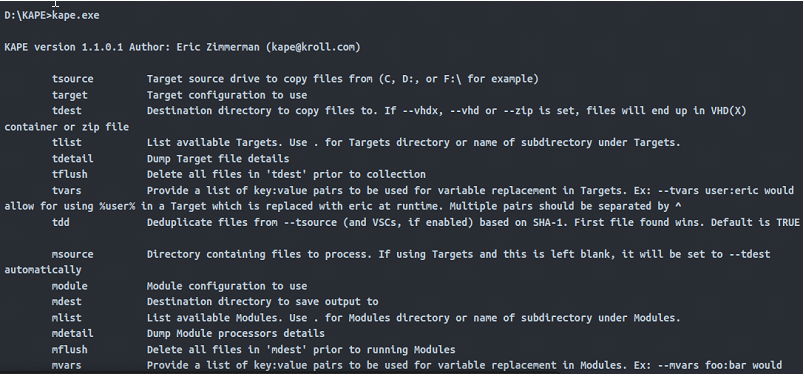 D:\KAPE>kape.exe
KAPE version 1.1.0.1 Author: Eric Zimmerman (kape@kroll.com)
tsource Target source drive to copy files from (C, D:, or F:\ for example)
target Target configuration to use
tdest Destination directory to copy files to. If --vhdx, --vhd or --zip is set, files will end up in VHD(X)
container or zip file
tlist List available Targets. Use . for Targets directory or name of subdirectory under Targets.
tdetail Dump Target file details
tflush Delete all files in 'tdest' prior to collection
tvars Provide a list of key:value pairs to be used for variable replacement in Targets. Ex: --tvars user:eric would
allow for using %user% in a Target which is replaced with eric at runtime. Multiple pairs should be separated by ^
tdd Deduplicate files from --tsource (and VSCs, if enabled) based on SHA-1. First file found wins. Default is TRUE
msource Directory containing files to process. If using Targets and this is left blank, it will be set to --tdest
automatically
module Module configuration to use
mdest Destination directory to save output to
mlist List available Modules. Use . for Modules directory or name of subdirectory under Modules.
mdetail Dump Module processors details
mflush Delete all files in 'mdest' prior to running Modules
mvars Provide a list of key:value pairs to be used for variable replacement in Modules. Ex: --mvars foo:bar would